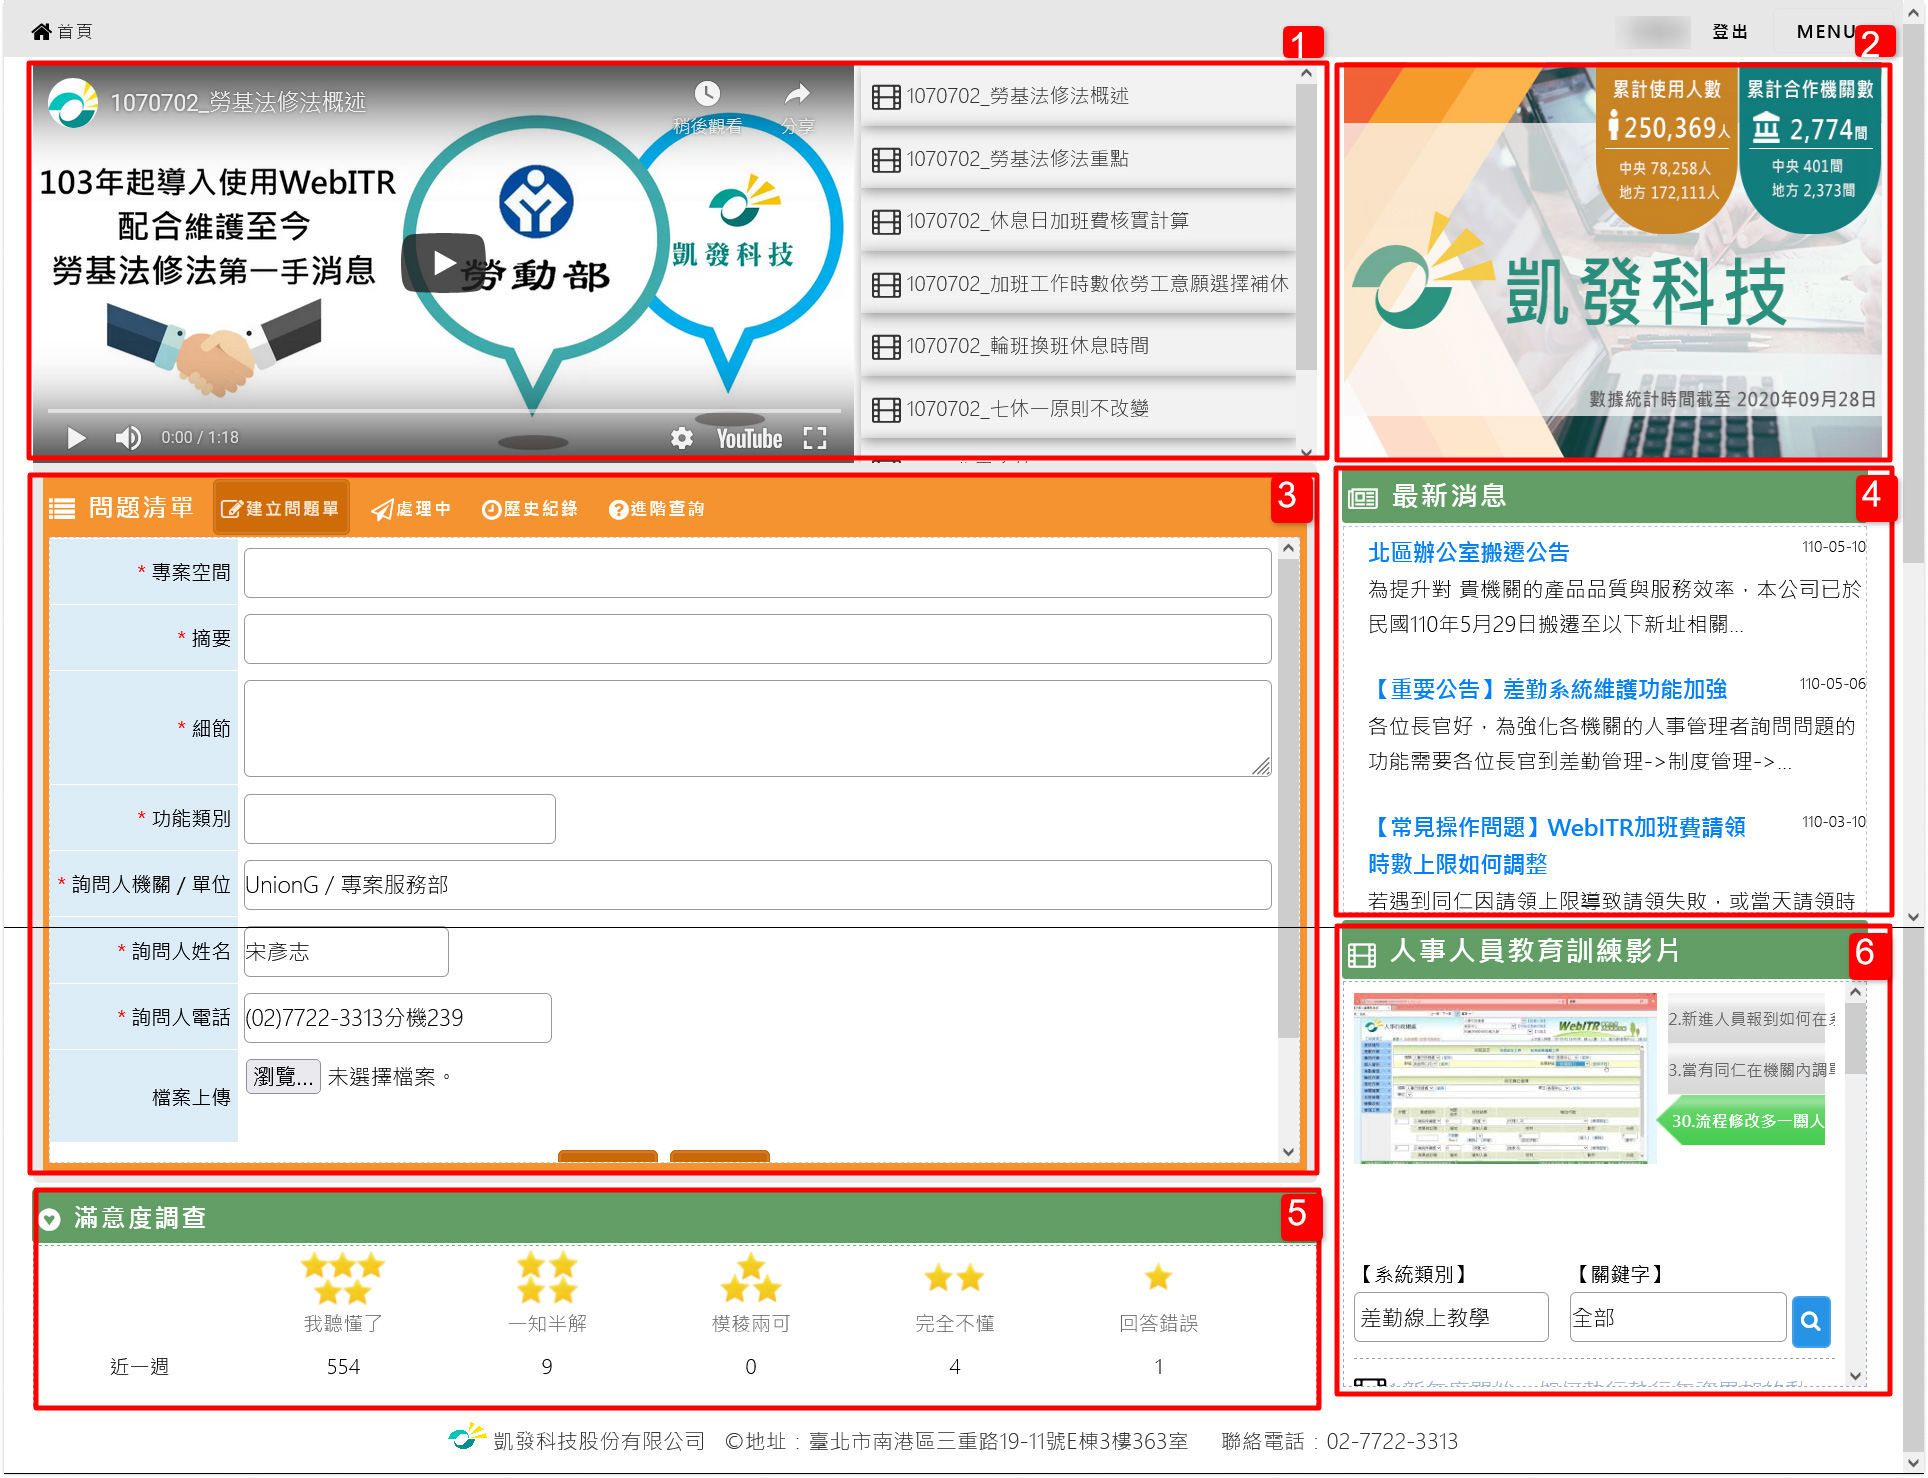 首頁
登出
MENU
1
2
1070702_勞基法修法概述
稍後觀看
分享
103年起導入使用WebITR
配合維護至今
勞基法修法第一手消息
勞動部
凱發科技
0:00 / 1:18
YouTube
1070702_勞基法修法概述
1070702_勞基法修法重點
1070702_休息日加班費核實計算
1070702_加班工作時數依勞工意願選擇補休
1070702_輪班換班休息時間
1070702_七休一原則不改變
累計使用人數
250,369人
中央 78,258人
地方 172,111人
累計合作機關數
2,774間
中央 401間
地方 2,373間
凱發科技
數據統計時間截至 2020年09月28日
問題清單
建立問題單
處理中
歷史紀錄
進階查詢
3
* 專案空間
* 摘要
* 細節
* 功能類別
* 詢問人機關 / 單位
UnionG / 專案服務部
* 詢問人姓名
宋彥志
* 詢問人電話
(02)7722-3313分機239
檔案上傳
瀏覽... 未選擇檔案。
最新消息
4
北區辦公室搬遷公告
110-05-10
為提升對 貴機關的產品品質與服務效率，本公司已於
民國110年5月29日搬遷至以下新址相關...
【重要公告】差勤系統維護功能加強
110-05-06
各位長官好，為強化各機關的人事管理者詢問問題的
功能需要各位長官到差勤管理->制度管理->...
【常見操作問題】WebITR加班費請領
時數上限如何調整
110-03-10
若遇到同仁因請領上限導致請領失敗，或當天請領時
滿意度調查
5
我聽懂了
一知半解
模稜兩可
完全不懂
回答錯誤
近一週
554
9
0
4
1
人事人員教育訓練影片
6
WebITR
2.新進人員報到如何在系
3.當有同仁在機關內調單
30.流程修改多一關人
【系統類別】
【關鍵字】
差勤線上教學
全部
凱發科技股份有限公司 ©地址：臺北市南港區三重路19-11號E棟3樓363室 聯絡電話：02-7722-3313